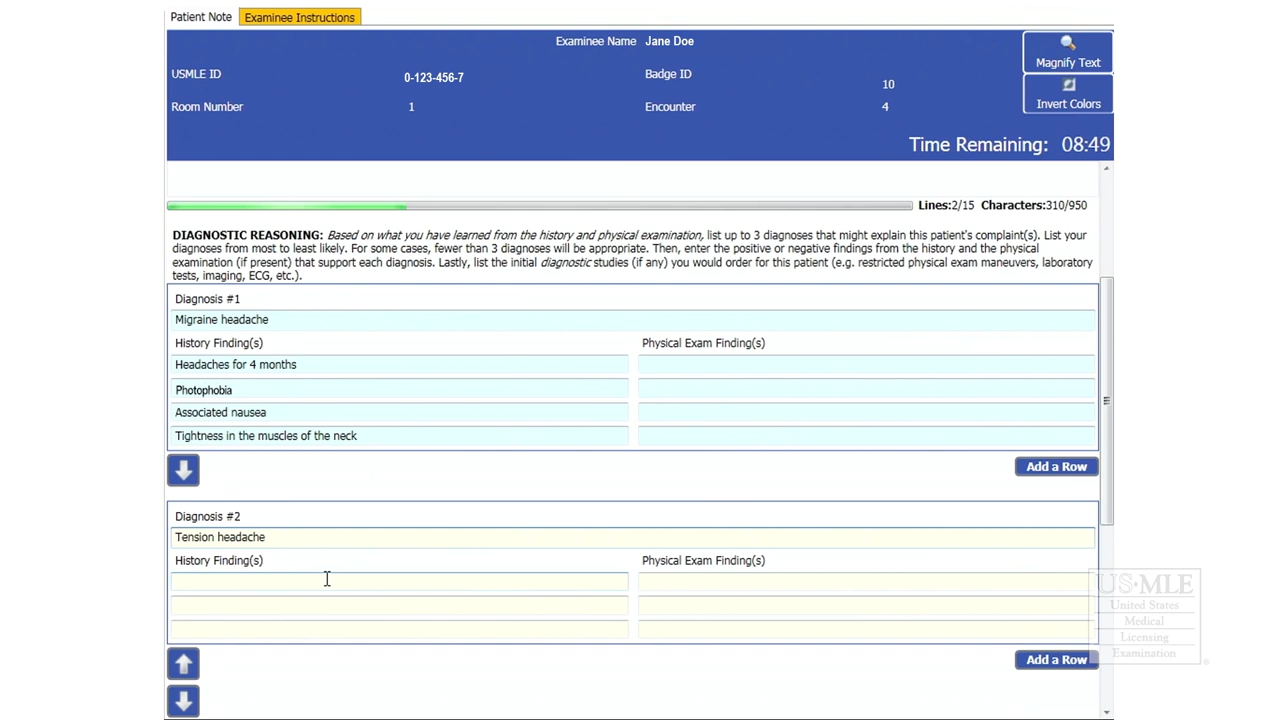 Patient Note Examinee Instructions
Examinee Name Jane Doe
Magnify Text
USMLE ID 0-123-456-7 Badge ID 10
Invert Colors
Room Number 1 Encounter 4
Time Remaining: 08:49
Lines:2/15 Characters:310/950
DIAGNOSTIC REASONING: Based on what you have learned from the history and physical examination, list up to 3 diagnoses that might explain this patient's complaint(s). List your
diagnoses from most to least likely. For some cases, fewer than 3 diagnoses will be appropriate. Then, enter the positive or negative findings from the history and the physical
examination (if present) that support each diagnosis. Lastly, list the initial diagnostic studies (if any) you would order for this patient (e.g. restricted physical exam maneuvers, laboratory
tests, imaging, ECG, etc.).
Diagnosis #1
Migraine headache
History Finding(s) Physical Exam Finding(s)
Headaches for 4 months
Photophobia
Associated nausea
Tightness in the muscles of the neck
Add a Row
Diagnosis #2
Tension headache
History Finding(s) Physical Exam Finding(s)
Add a Row
US·MLE
United States
Medical
Licensing
Examination
®